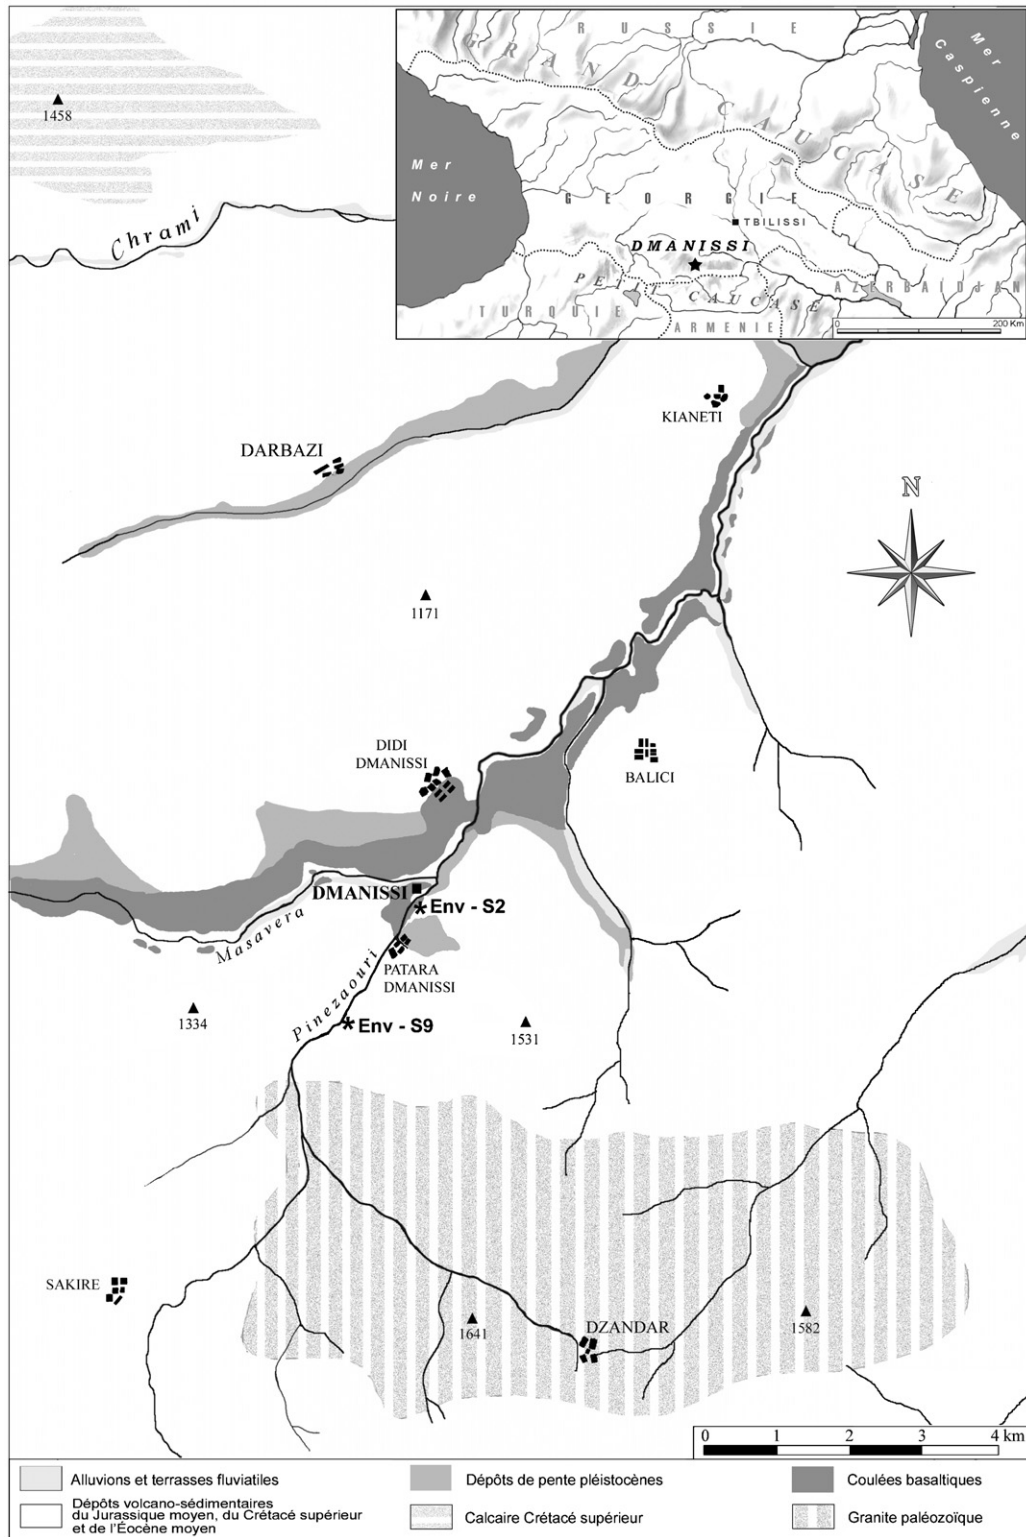 RUSSIE
GRAND CAUCASE
Mer
Caspienne
Mer
Noire
GEORGIE
TBILISSI
DMANISSI
PETIT CAUCASE
AZERBAIDJAN
TURQUIE
ARMENIE
0 200 Km
1458
Chrami
KIANETI
DARBAZI
N
1171
DIDI
DMANISSI
BALICI
DMANISSI
Env - S2
Masavera
PATARA
DMANISSI
Pinezaouri
1334
Env - S9
1531
SAKIRE
1641
DZANDAR
1582
0 1 2 3 4 km
Alluvions et terrasses fluviatiles
Dépôts de pente pléistocènes
Coulées basaltiques
Dépôts volcano-sédimentaires
du Jurassique moyen, du Crétacé supérieur
et de l'Éocène moyen
Calcaire Crétacé supérieur
Granite paléozoïque